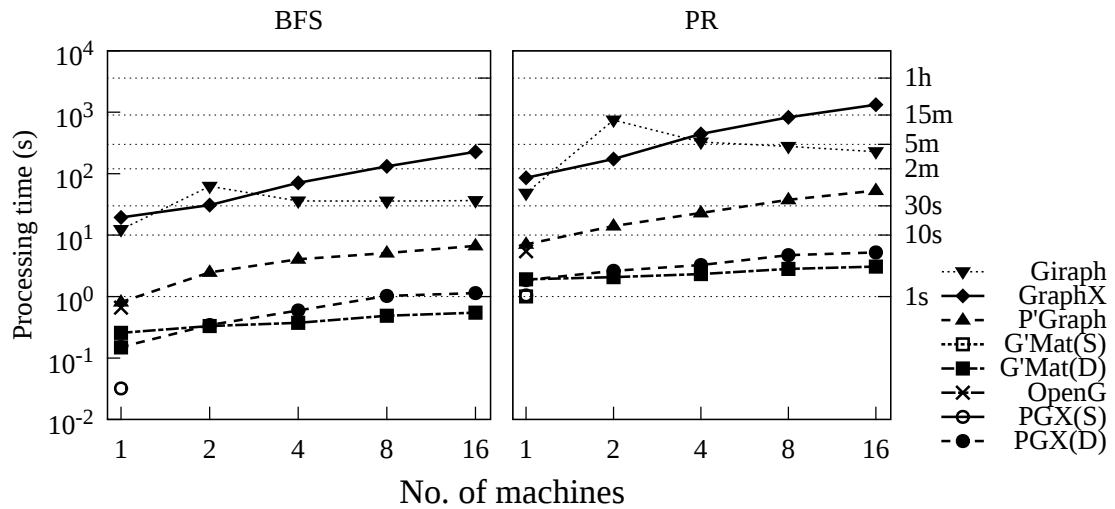 BFS
PR
Processing time (s)
10^4
10^3
10^2
10^1
10^0
10^-1
10^-2
1 2 4 8 16
1 2 4 8 16
No. of machines
1h
15m
5m
2m
30s
10s
1s
Giraph
GraphX
P'Graph
G'Mat(S)
G'Mat(D)
OpenG
PGX(S)
PGX(D)